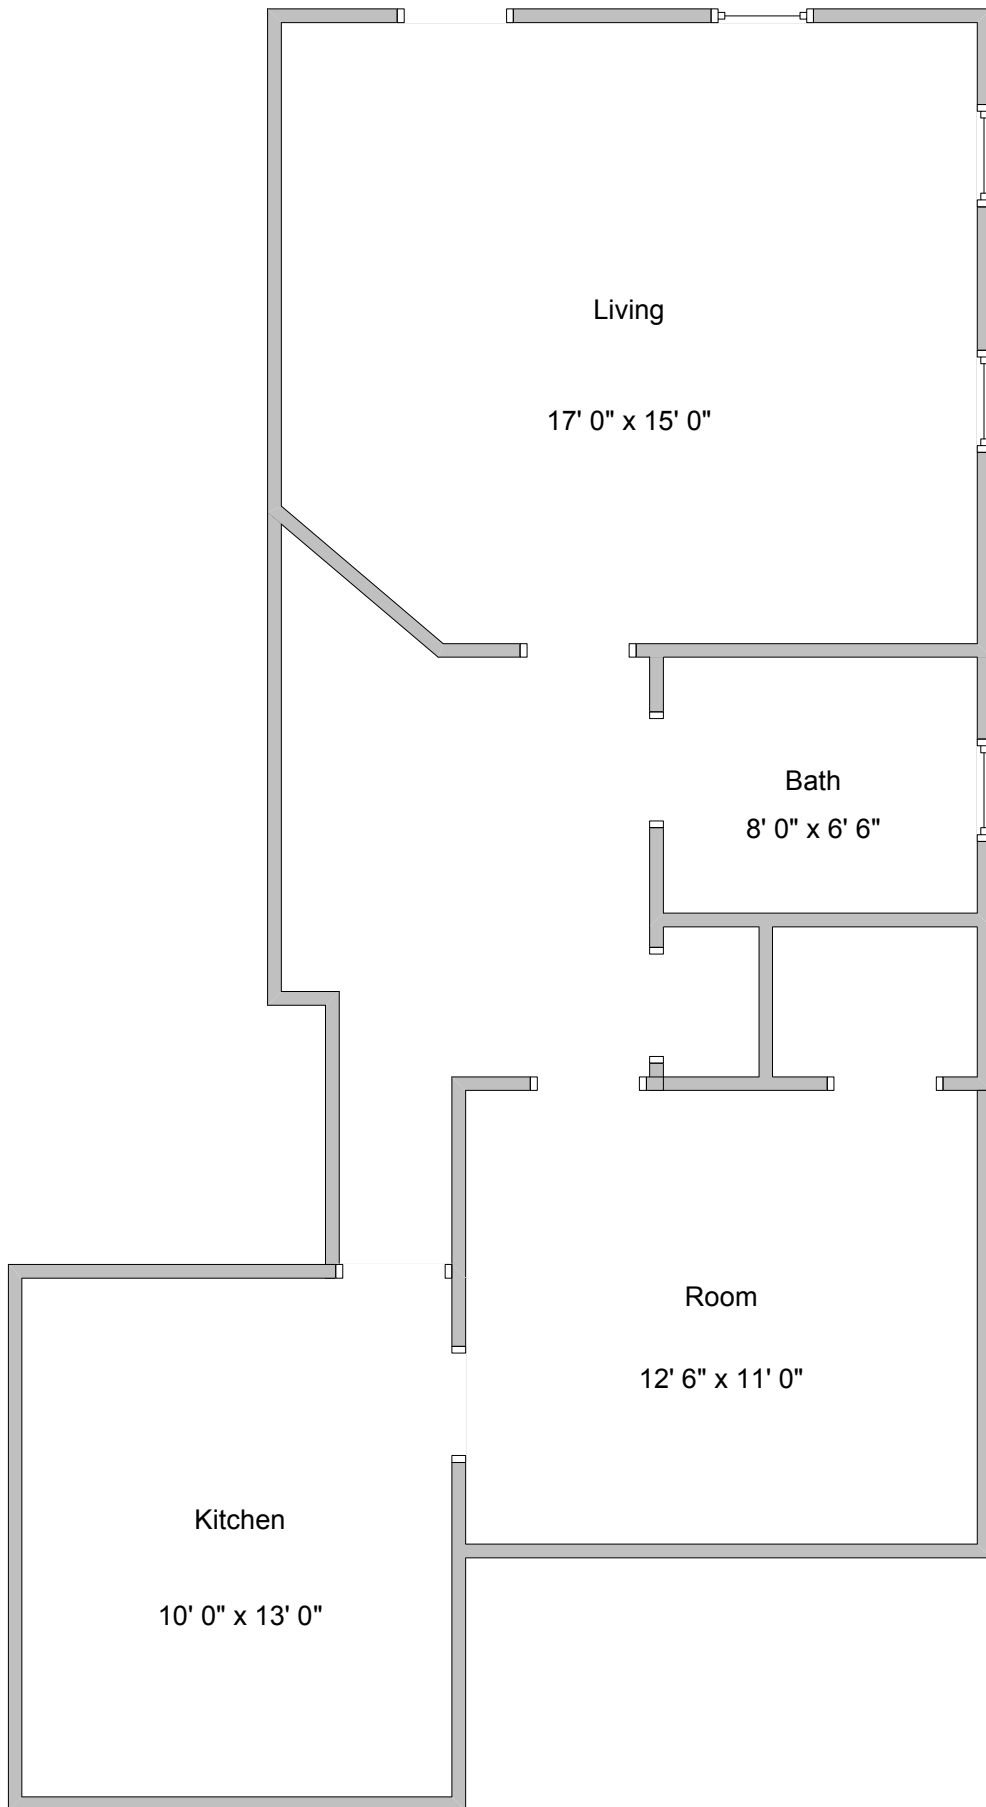 Living
17' 0" x 15' 0"
Bath
8' 0" x 6' 6"
Room
12' 6" x 11' 0"
Kitchen
10' 0" x 13' 0"